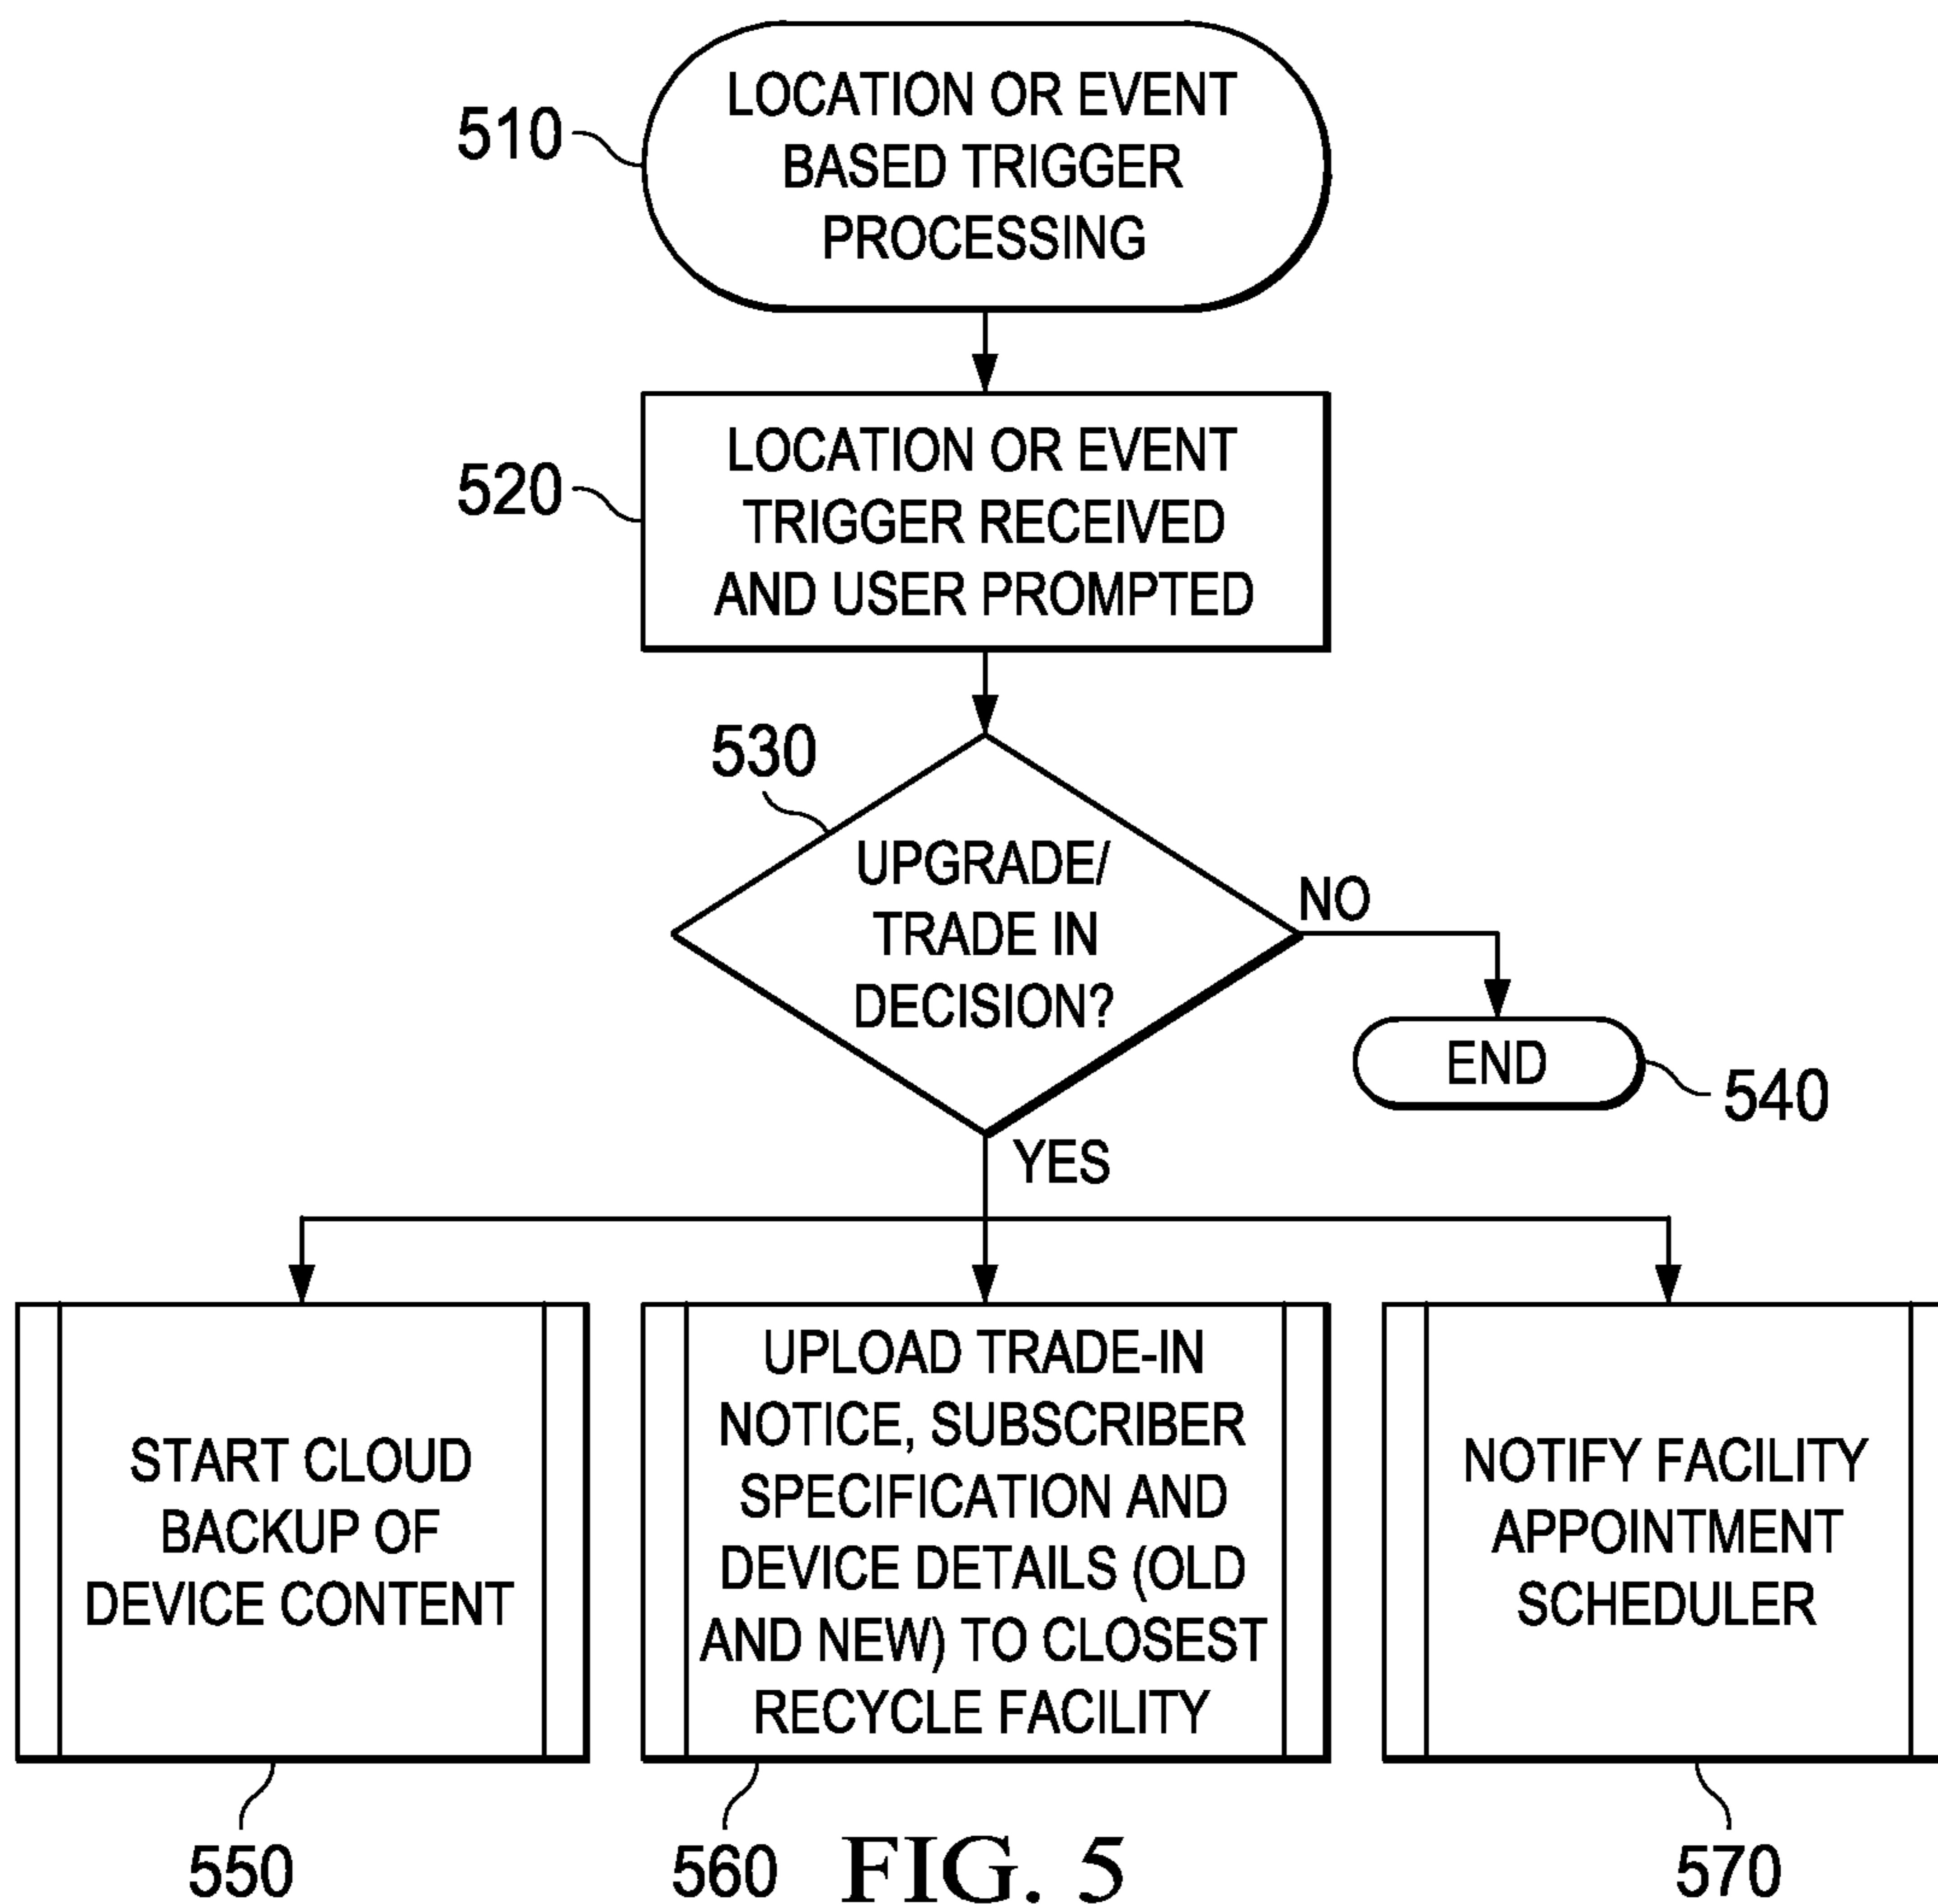 LOCATION OR EVENT
BASED TRIGGER
PROCESSING
510
LOCATION OR EVENT
TRIGGER RECEIVED
AND USER PROMPTED
520
530
UPGRADE/
TRADE IN
DECISION?
NO
END
540
YES
START CLOUD
BACKUP OF
DEVICE CONTENT
550
UPLOAD TRADE-IN
NOTICE, SUBSCRIBER
SPECIFICATION AND
DEVICE DETAILS (OLD
AND NEW) TO CLOSEST
RECYCLE FACILITY
560
NOTIFY FACILITY
APPOINTMENT
SCHEDULER
570
FIG. 5